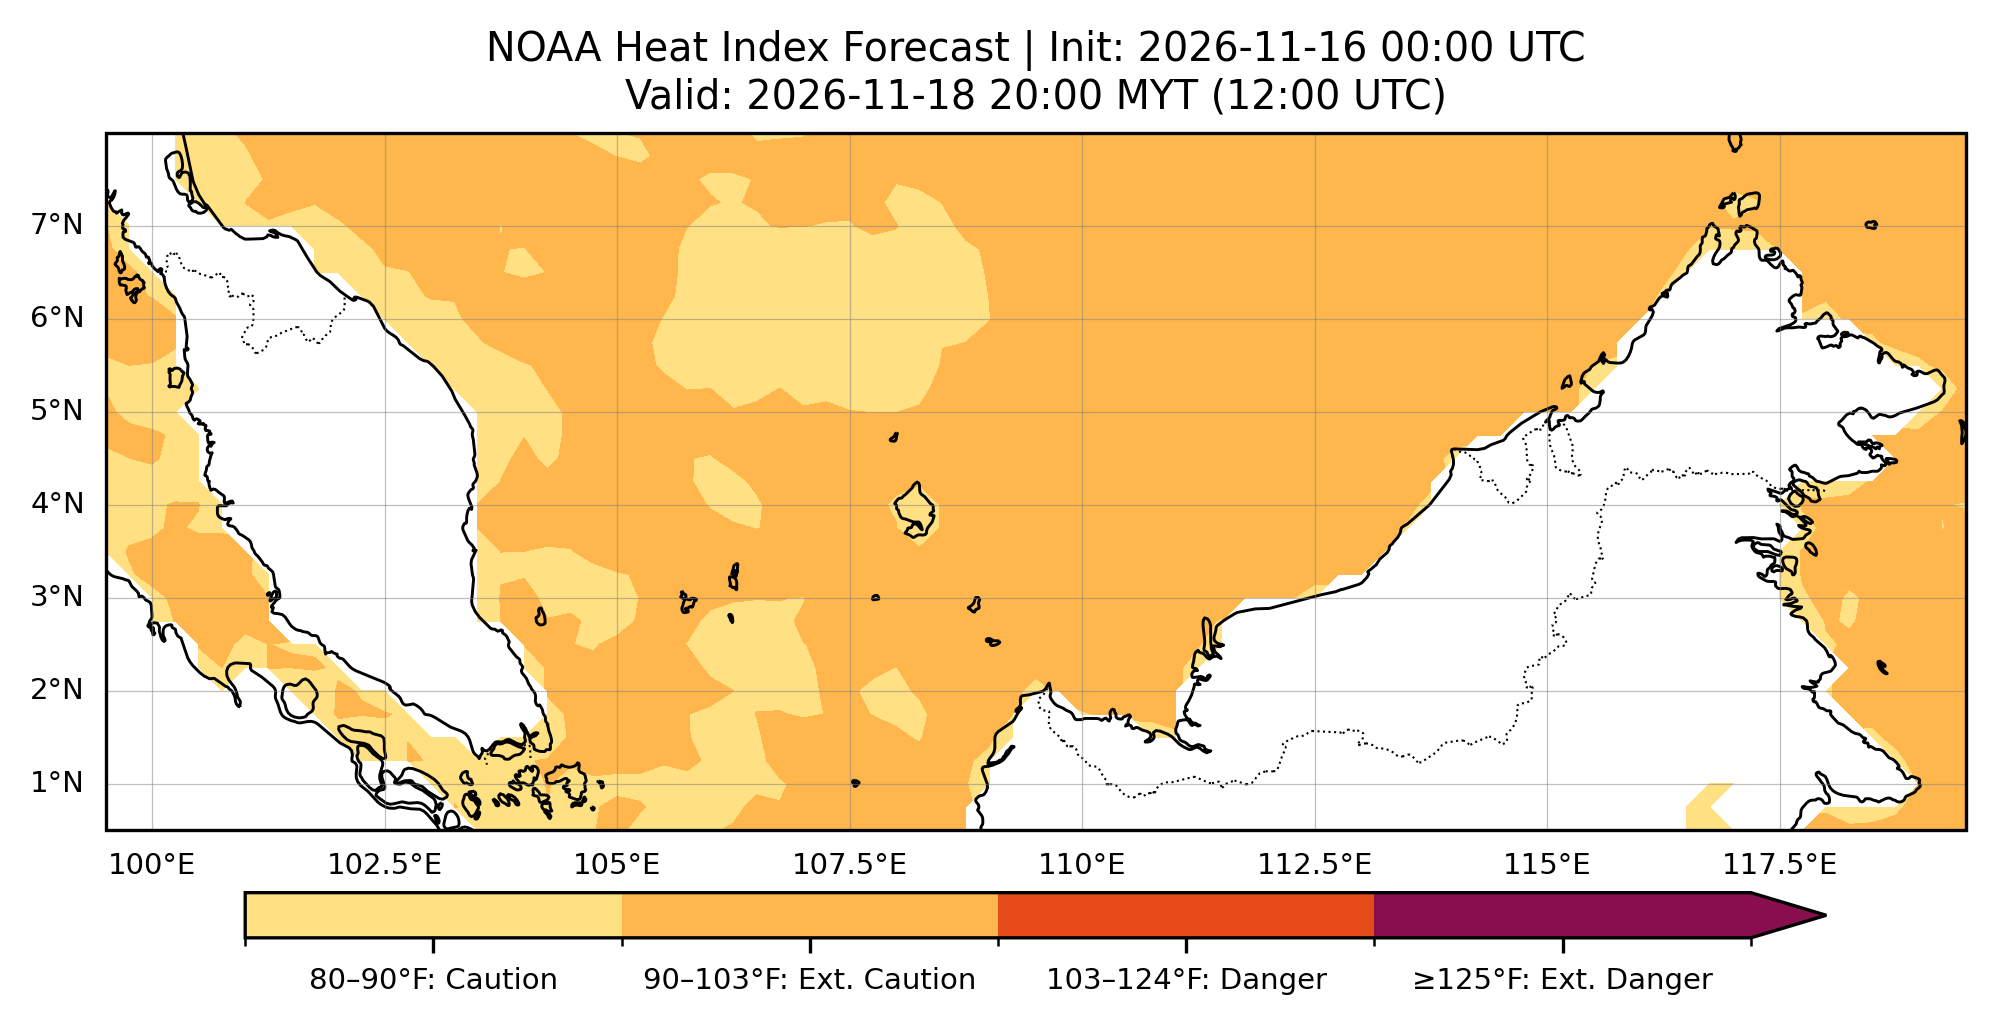 NOAA Heat Index Forecast | Init: 2026-11-16 00:00 UTC
Valid: 2026-11-18 20:00 MYT (12:00 UTC)
7°N
6°N
5°N
4°N
3°N
2°N
1°N
100°E 102.5°E 105°E 107.5°E 110°E 112.5°E 115°E 117.5°E
80–90°F: Caution 90–103°F: Ext. Caution 103–124°F: Danger ≥125°F: Ext. Danger